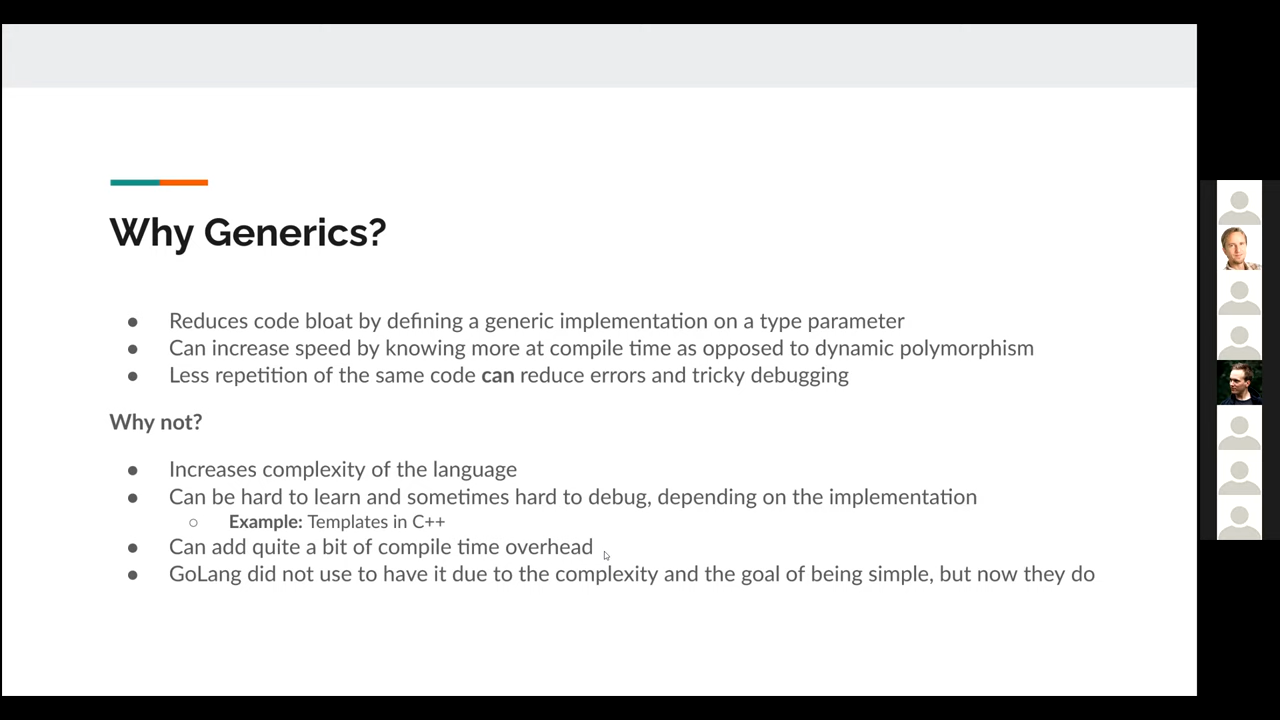 Why Generics?
● Reduces code bloat by defining a generic implementation on a type parameter
● Can increase speed by knowing more at compile time as opposed to dynamic polymorphism
● Less repetition of the same code can reduce errors and tricky debugging
Why not?
● Increases complexity of the language
● Can be hard to learn and sometimes hard to debug, depending on the implementation
○ Example: Templates in C++
● Can add quite a bit of compile time overhead
● GoLang did not use to have it due to the complexity and the goal of being simple, but now they do